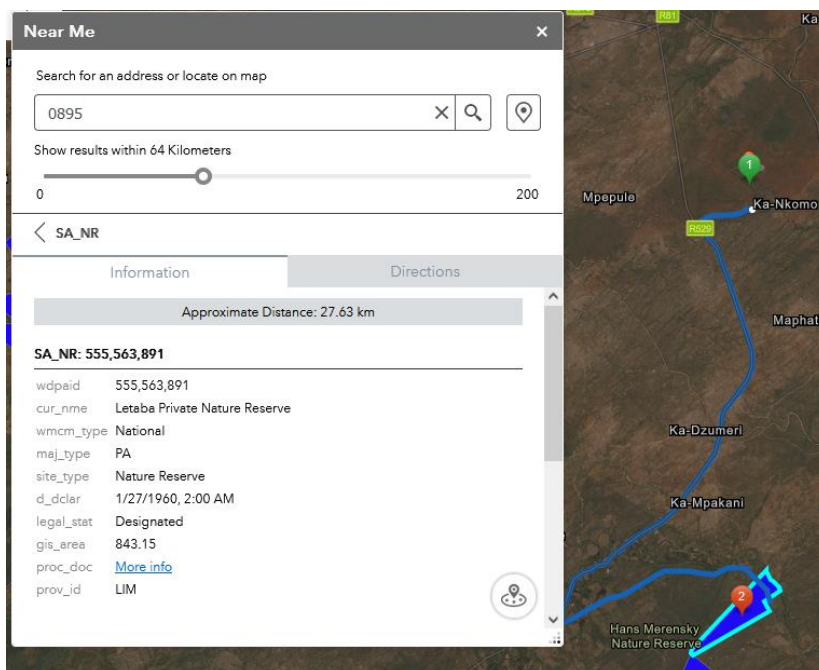 Near Me
Search for an address or locate on map
0895
Show results within 64 Kilometers
0
200
SA_NR
Information
Directions
Approximate Distance: 27.63 km
SA_NR: 555,563,891
wdpaid 555,563,891
cur_nme Letaba Private Nature Reserve
wmcm_type National
maj_type PA
site_type Nature Reserve
d_dclar 1/27/1960, 2:00 AM
legal_stat Designated
gis_area 843.15
proc_doc More info
prov_id LIM
R81
Ka
1
Mpepule
Ka-Nkomo
R529
Maphat
Ka-Dzumeri
Ka-Mpakani
2
Hans Merensky
Nature Reserve